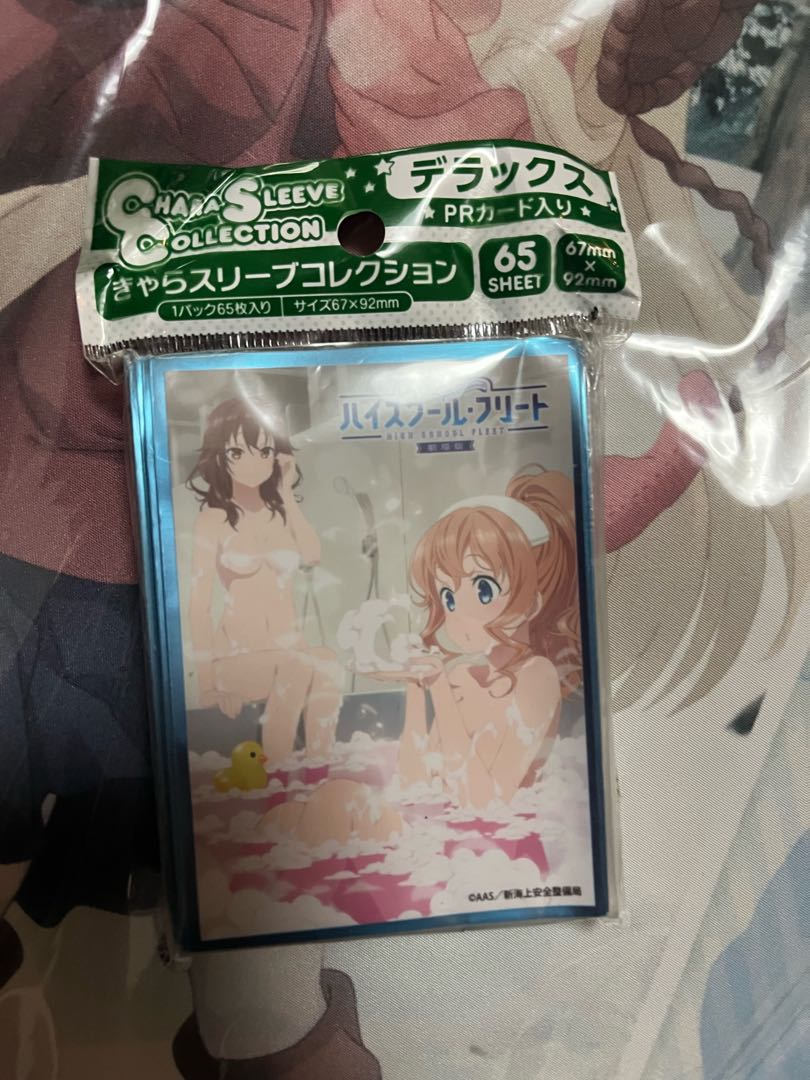 CHARA SLEEVE COLLECTION
デラックス
PRカード入り
きゃらスリーブコレクション
65 SHEET
67mm × 92mm
1パック65枚入り サイズ67×92mm
ハイスクール・フリート
HIGH SCHOOL FLEET
劇場版
©AAS/新海上安全整備局